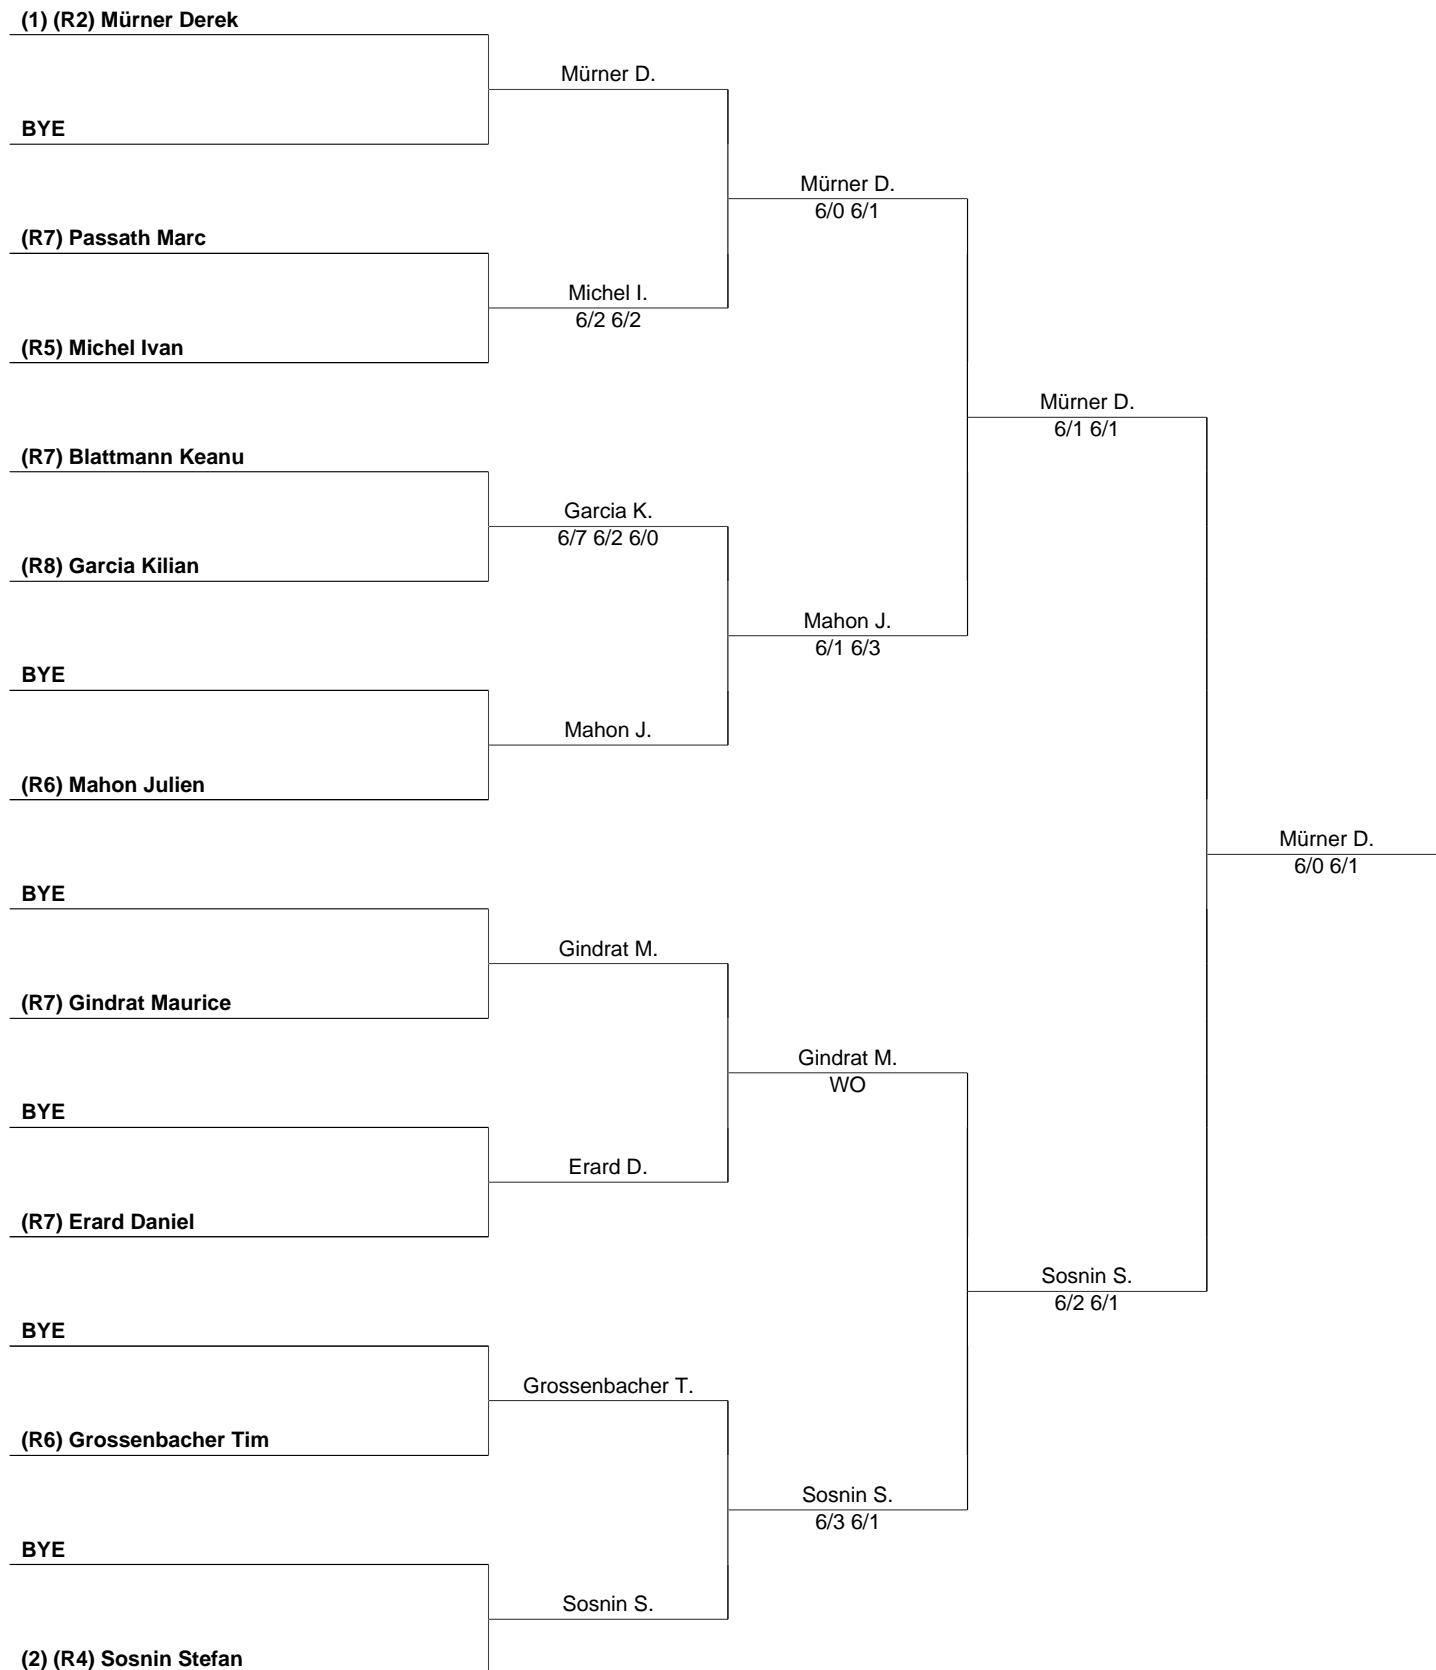 (1) (R2) Mürner Derek
Mürner D.
BYE
Mürner D.
6/0 6/1
(R7) Passath Marc
Michel I.
6/2 6/2
(R5) Michel Ivan
Mürner D.
6/1 6/1
(R7) Blattmann Keanu
Garcia K.
6/7 6/2 6/0
(R8) Garcia Kilian
Mahon J.
6/1 6/3
BYE
Mahon J.
(R6) Mahon Julien
Mürner D.
6/0 6/1
BYE
Gindrat M.
(R7) Gindrat Maurice
Gindrat M.
WO
BYE
Erard D.
(R7) Erard Daniel
Sosnin S.
6/2 6/1
BYE
Grossenbacher T.
(R6) Grossenbacher Tim
Sosnin S.
6/3 6/1
BYE
Sosnin S.
(2) (R4) Sosnin Stefan